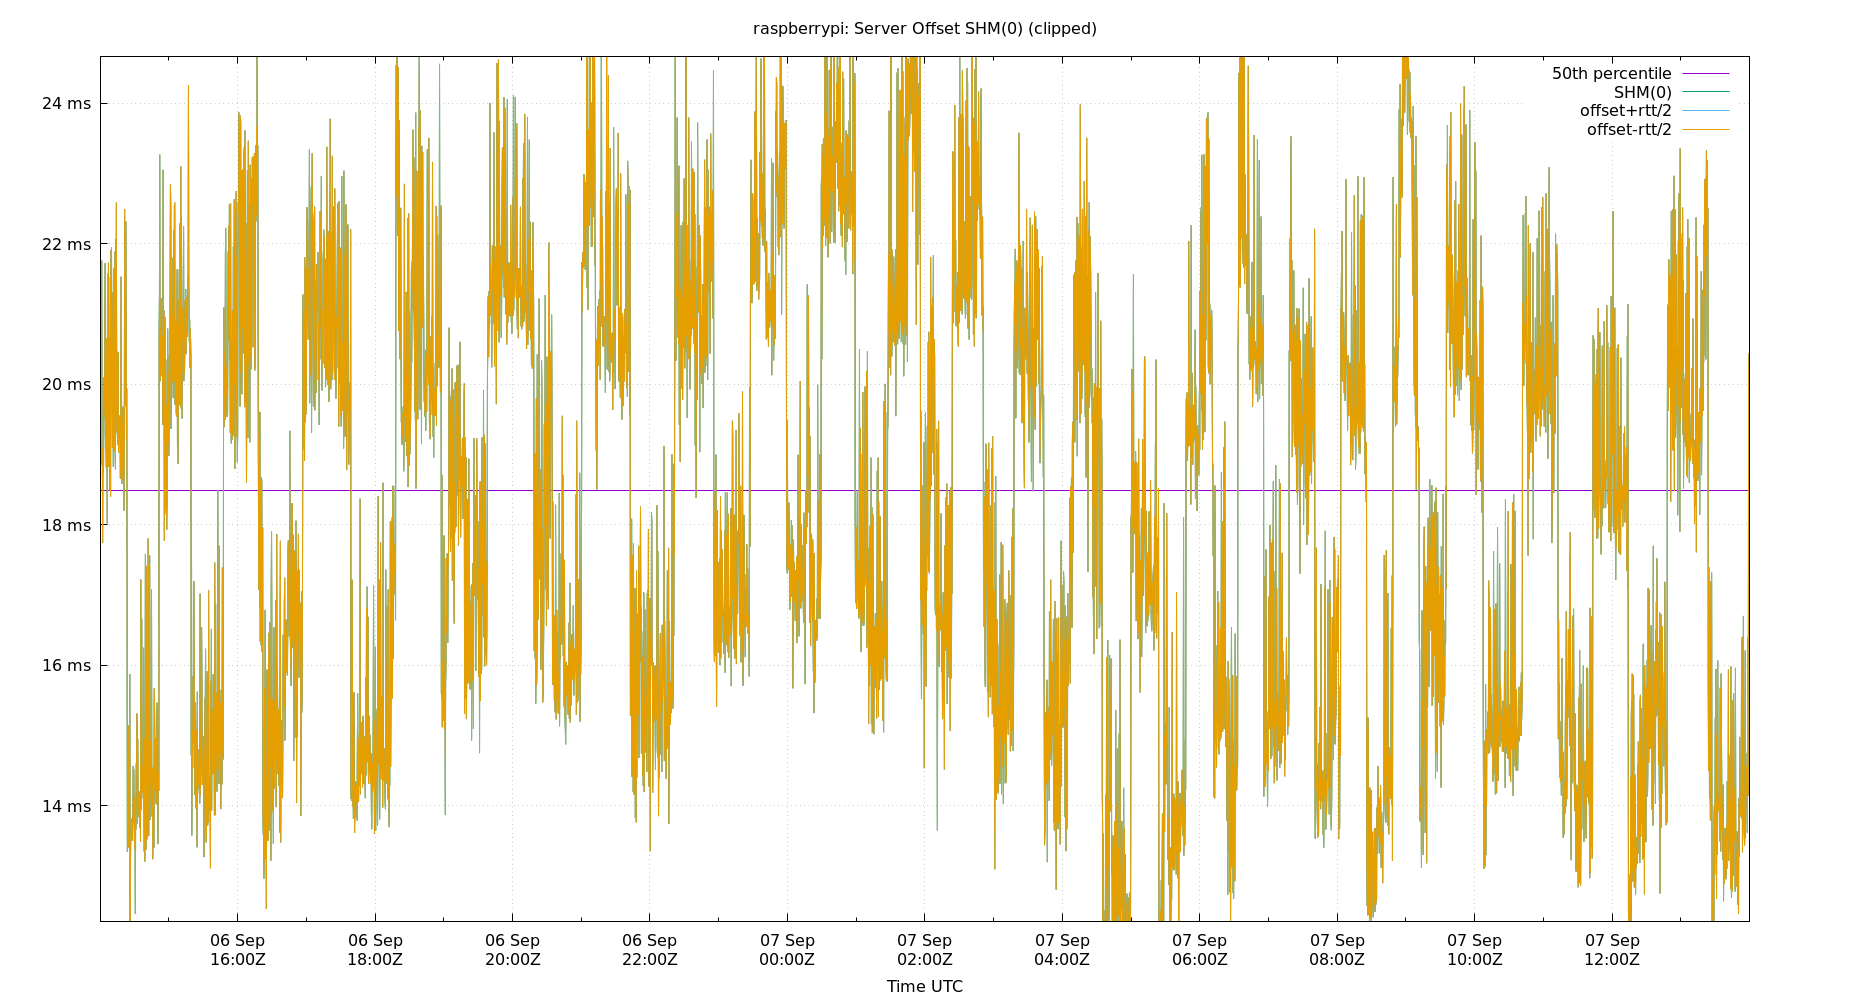 raspberrypi: Server Offset SHM(0) (clipped)
50th percentile
SHM(0)
offset+rtt/2
offset-rtt/2
24 ms
22 ms
20 ms
18 ms
16 ms
14 ms
06 Sep 06 Sep 06 Sep 06 Sep 07 Sep 07 Sep 07 Sep 07 Sep 07 Sep 07 Sep 07 Sep
16:00Z 18:00Z 20:00Z 22:00Z 00:00Z 02:00Z 04:00Z 06:00Z 08:00Z 10:00Z 12:00Z
Time UTC